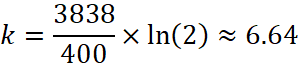 k = 3838/400 × ln(2) ≈ 6.64